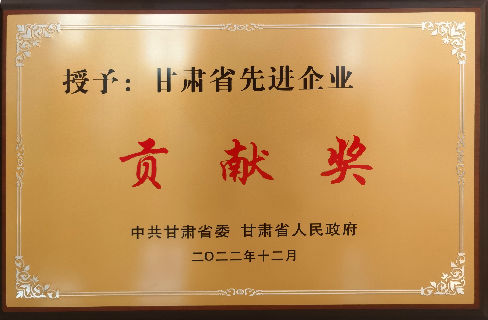 授予：甘肃省先进企业
贡献奖
中共甘肃省委 甘肃省人民政府
二〇二二年十二月